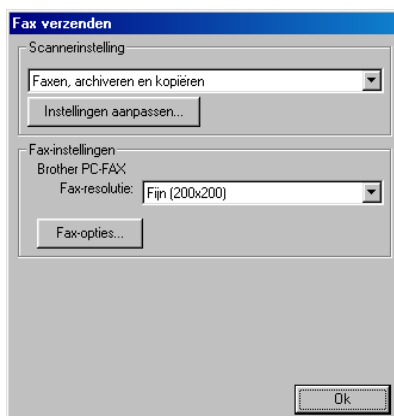 Fax verzenden
Scannerinstelling
Faxen, archiveren en kopiëren
Instellingen aanpassen...
Fax-instellingen
Brother PC-FAX
Fax-resolutie: Fijn (200x200)
Fax-opties...
Ok